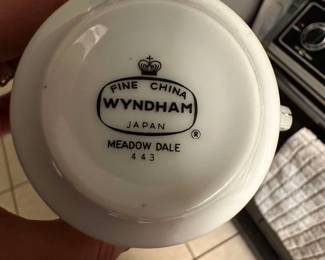 FINE CHINA
WYNDHAM
JAPAN
®
MEADOW DALE
443